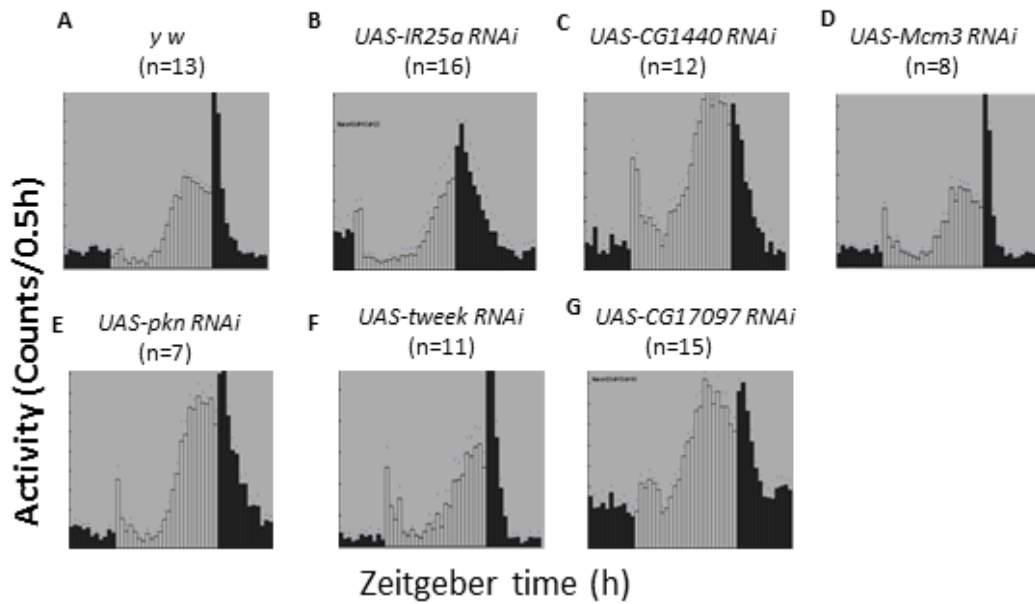 A
y w
(n=13)
B
UAS-IR25a RNAi
(n=16)
C
UAS-CG1440 RNAi
(n=12)
D
UAS-Mcm3 RNAi
(n=8)
E
UAS-pkn RNAi
(n=7)
F
UAS-tweek RNAi
(n=11)
G
UAS-CG17097 RNAi
(n=15)
Activity (Counts/0.5h)
Zeitgeber time (h)